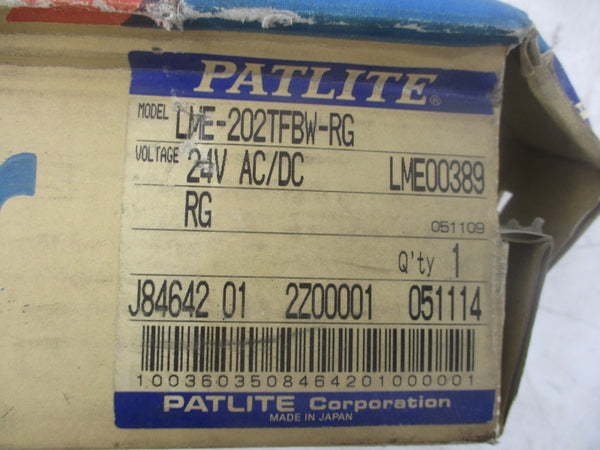 PATLITE®
MODEL LME-202TFBW-RG
VOLTAGE 24V AC/DC LME00389
RG 051109
Q'ty 1
J84642 01 2Z00001 051114
1003603508464201000001
PATLITE Corporation
MADE IN JAPAN